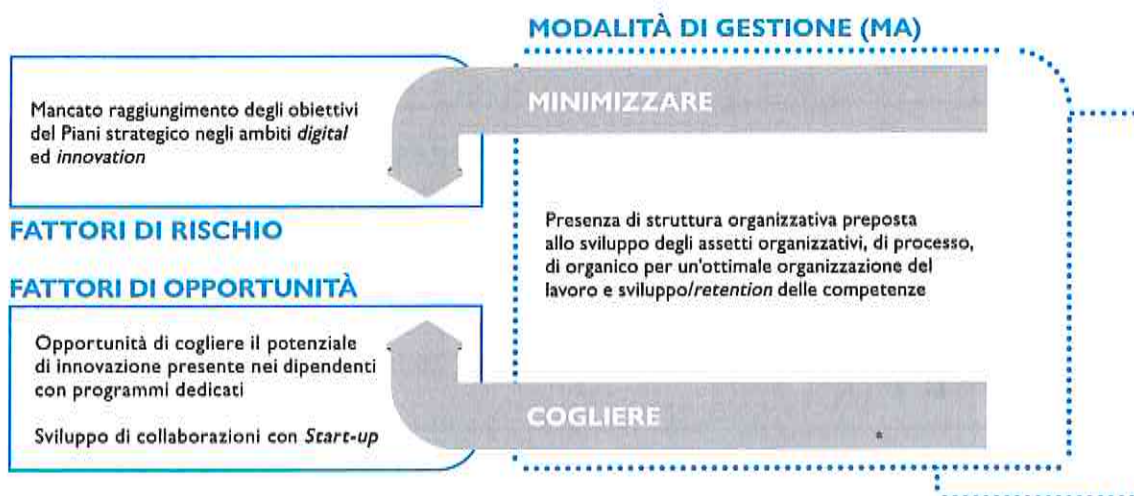 MODALITÀ DI GESTIONE (MA)
Mancato raggiungimento degli obiettivi
del Piani strategico negli ambiti digital
ed innovation
MINIMIZZARE
FATTORI DI RISCHIO
Presenza di struttura organizzativa preposta
allo sviluppo degli assetti organizzativi, di processo,
di organico per un'ottimale organizzazione del
lavoro e sviluppo/retention delle competenze
FATTORI DI OPPORTUNITÀ
Opportunità di cogliere il potenziale
di innovazione presente nei dipendenti
con programmi dedicati
Sviluppo di collaborazioni con Start-up
COGLIERE